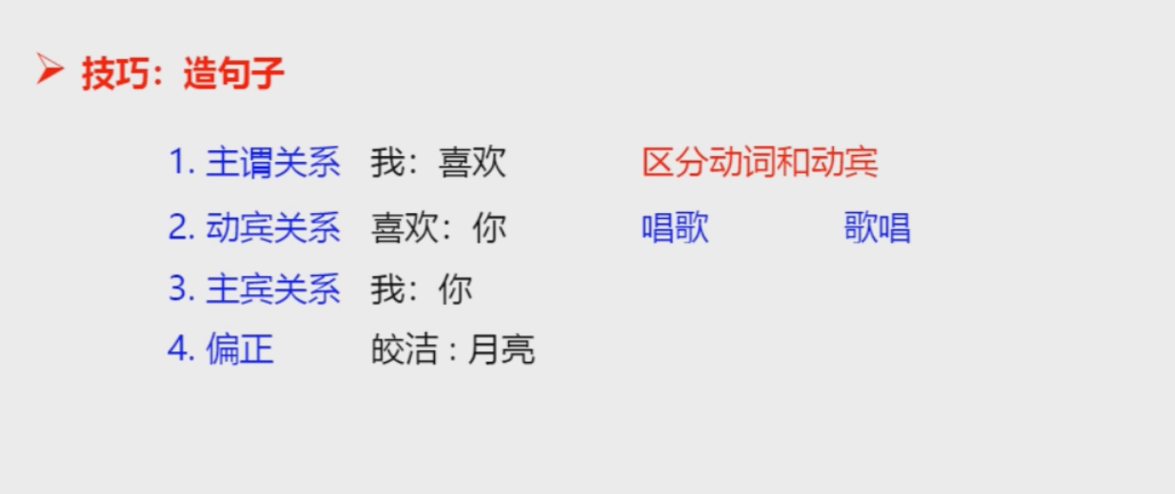 技巧：造句子
1. 主谓关系 我：喜欢 区分动词和动宾
2. 动宾关系 喜欢：你 唱歌 歌唱
3. 主宾关系 我：你
4. 偏正 皎洁：月亮